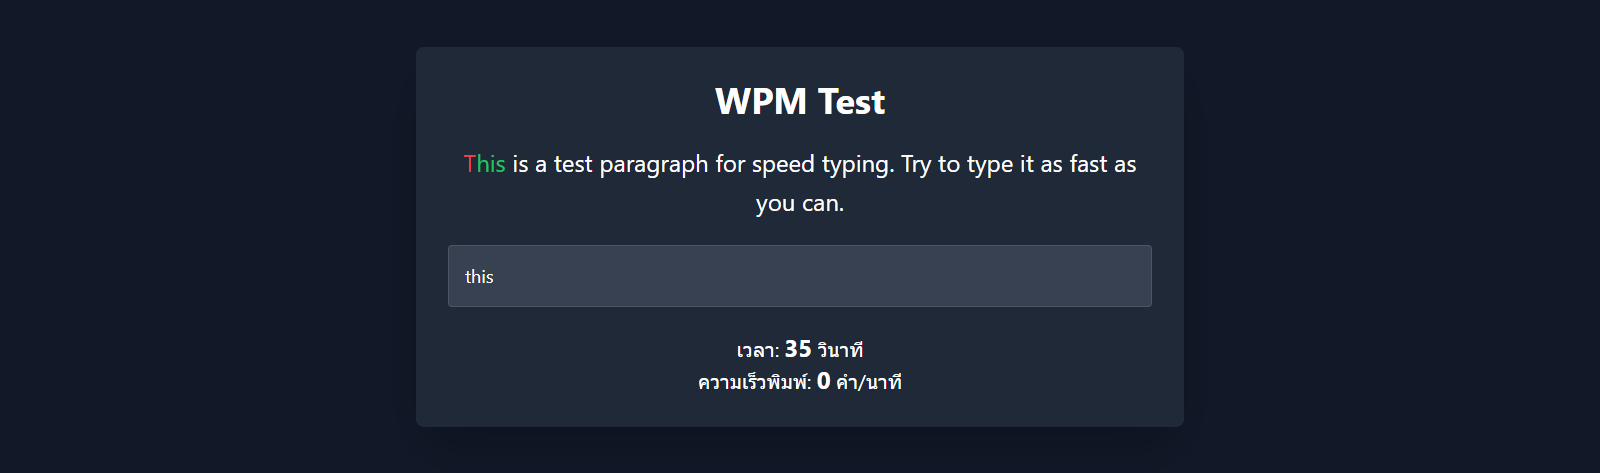 WPM Test
This is a test paragraph for speed typing. Try to type it as fast as
you can.
this
เวลา: 35 วินาที
ความเร็วพิมพ์: 0 คำ/นาที